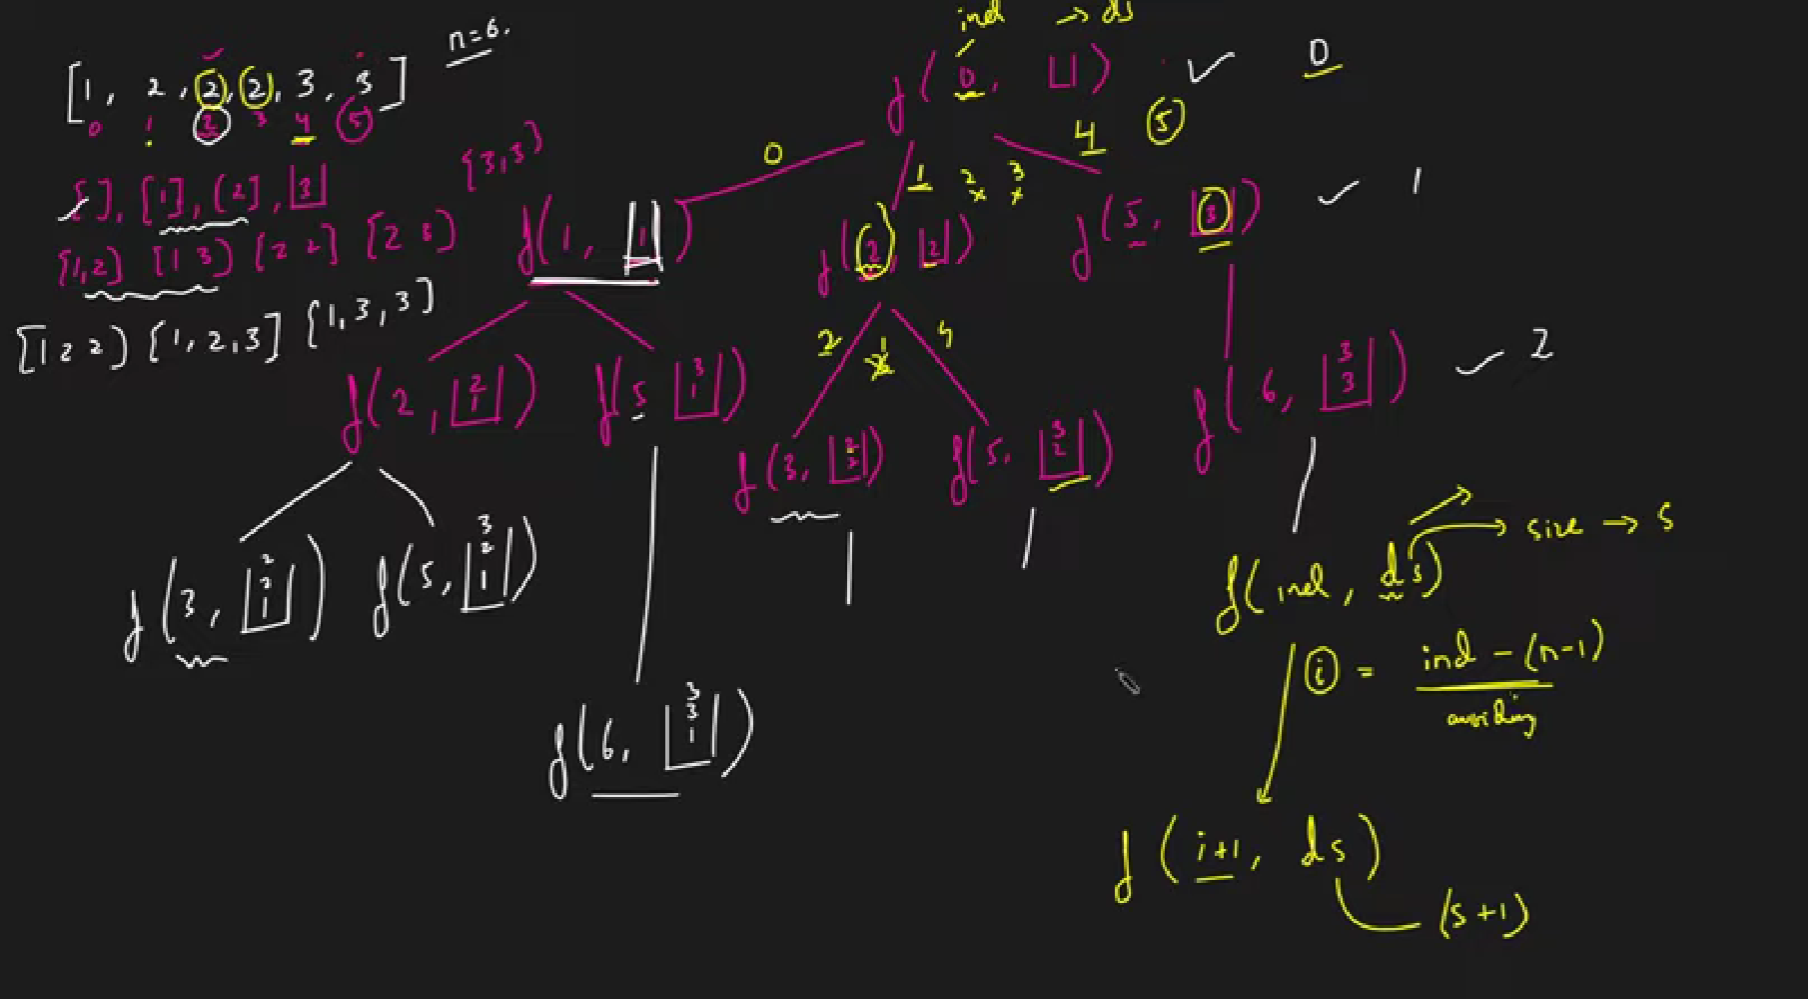 ind → ds
[1, 2, 2, 2, 3, 3] n=6.
0 1 2 3 4 5
f(0, ⌊⌋) ✓ 0
0 1 2 3 4 5
x x
[], [1], [2], [3] [3,3]
f(1, [1]) f(2, [2]) f(5, [3]) ✓ 1
[1,2] [1 3] [2 2] [2 3]
[1 2 2] [1,2,3] [1,3,3]
2 5
f(2, [2 1]) f(5 [3 1]) f(6, [3 3]) ✓ 2
f(3, [2 2]) f(5, [3 2])
size → s
f(3, [2 2 1]) f(5, [3 2 1]) f(ind, ds)
i = ind - (n-1)
avoiding
f(6, [3 3 1])
f(i+1, ds)
(s+1)